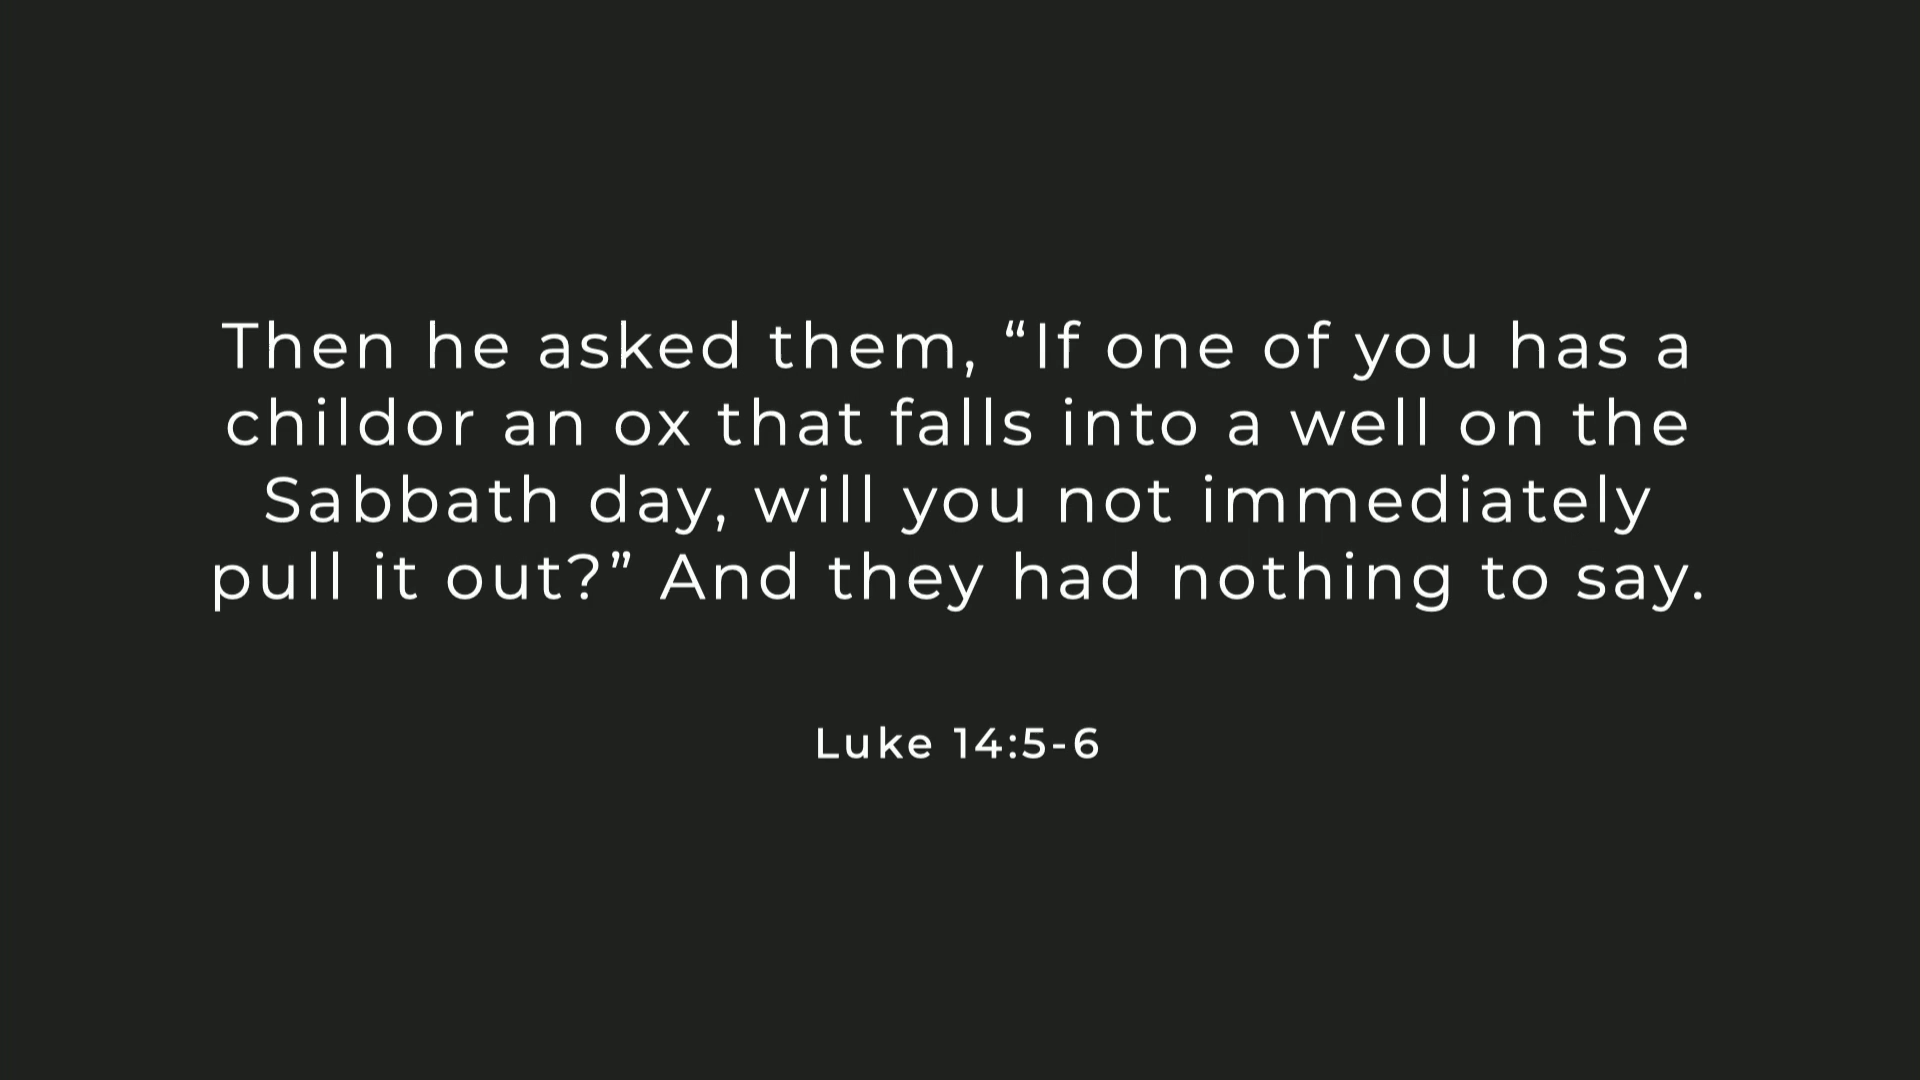 Then he asked them, “If one of you has a
childor an ox that falls into a well on the
Sabbath day, will you not immediately
pull it out?” And they had nothing to say.
Luke 14:5-6